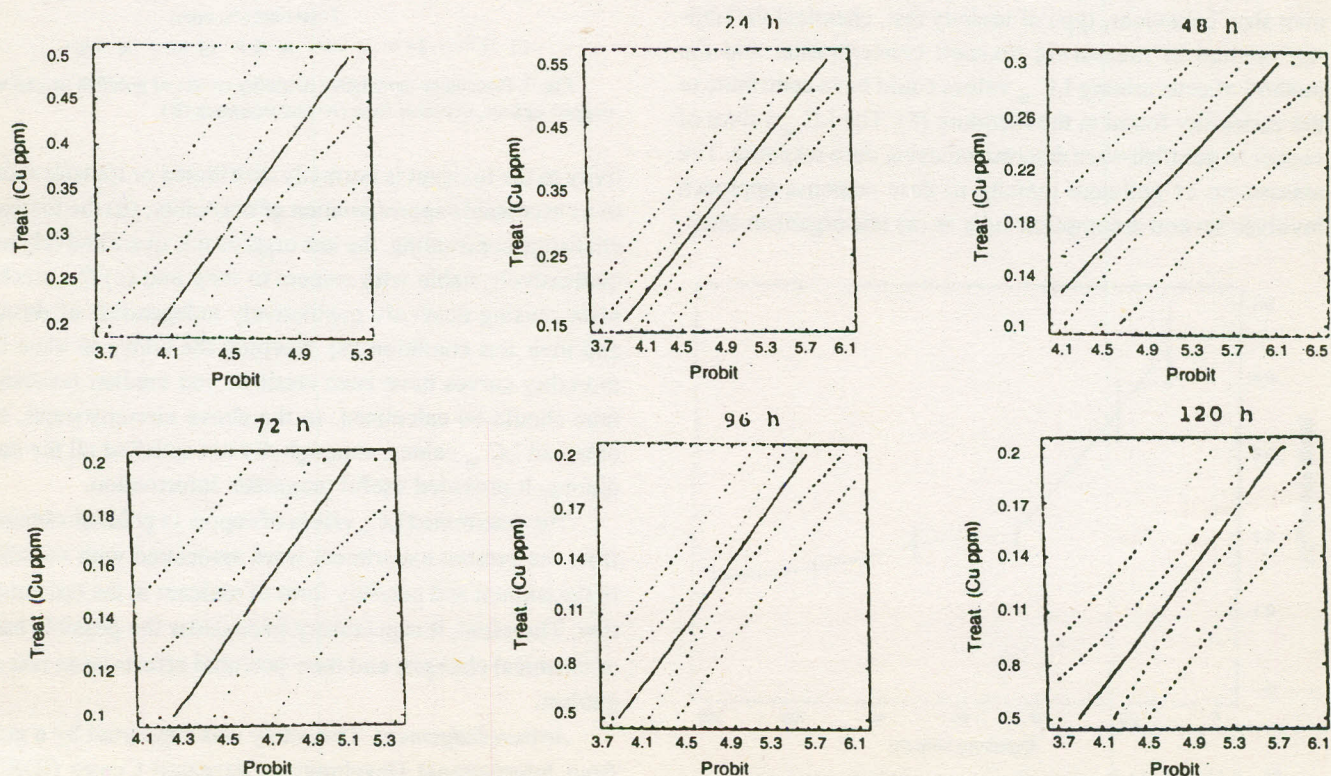 0.5
0.45
0.4
0.35
0.3
0.25
0.2
Treat. (Cu ppm)
3.7 4.1 4.5 4.9 5.3
Probit
24 h
0.55
0.45
0.35
0.25
0.15
Treat. (Cu ppm)
3.7 4.1 4.5 4.9 5.3 5.7 6.1
Probit
48 h
0.3
0.26
0.22
0.18
0.14
0.1
Treat. (Cu ppm)
4.1 4.5 4.9 5.3 5.7 6.1 6.5
Probit
72 h
0.2
0.18
0.16
0.14
0.12
0.1
Treat. (Cu ppm)
4.1 4.3 4.5 4.7 4.9 5.1 5.3
Probit
96 h
0.2
0.17
0.14
0.11
0.8
0.5
Treat. (Cu ppm)
3.7 4.1 4.5 4.9 5.3 5.7 6.1
Probit
120 h
0.2
0.17
0.14
0.11
0.8
0.5
Treat. (Cu ppm)
3.7 4.1 4.5 4.9 5.3 5.7 6.1
Probit